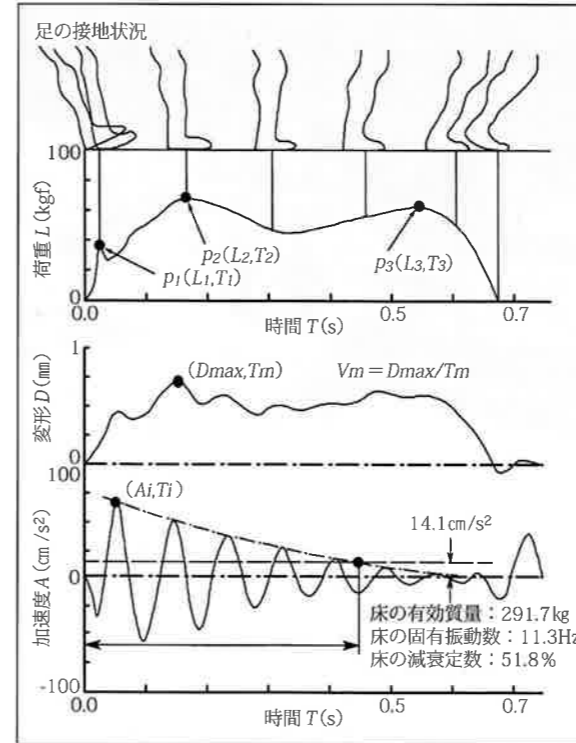 足の接地状況
100
荷重 L (kgf)
p1(L1,T1)
p2(L2,T2)
p3(L3,T3)
0
0.0
0.5
0.7
時間 T(s)
1
変形 D (mm)
(Dmax,Tm)
Vm=Dmax/Tm
0
100
加速度 A (cm/s²)
(Ai,Ti)
14.1cm/s²
0
床の有効質量：291.7kg
床の固有振動数：11.3Hz
床の減衰定数：51.8%
-100
0.0
0.5
0.7
時間 T(s)